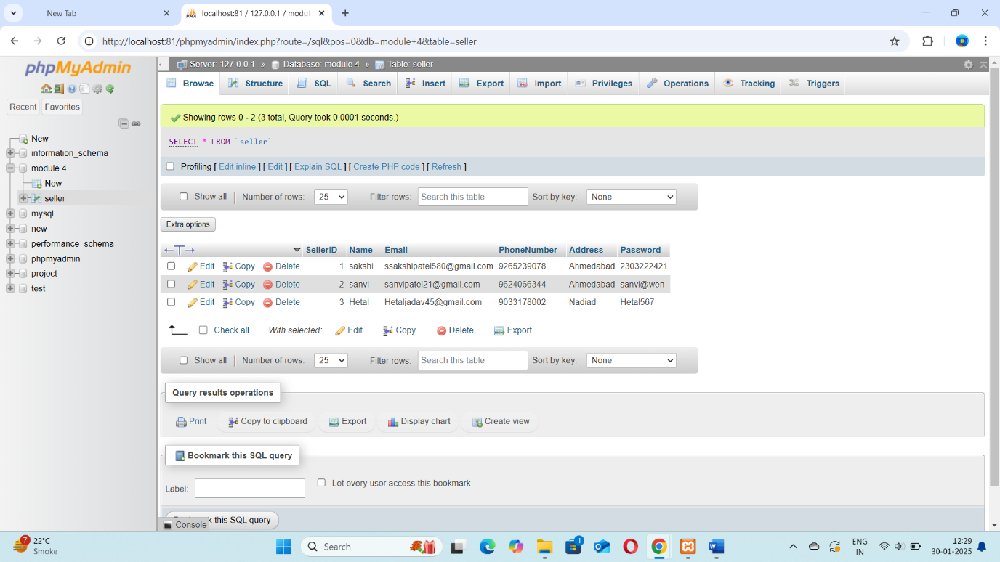 New Tab
localhost:81 / 127.0.0.1 / modul
http://localhost:81/phpmyadmin/index.php?route=/sql&pos=0&db=module+4&table=seller
phpMyAdmin
Recent Favorites
New
information_schema
module 4
New
seller
mysql
new
performance_schema
phpmyadmin
project
test
Server: 127.0.0.1 » Database: module 4 » Table: seller
Browse Structure SQL Search Insert Export Import Privileges Operations Tracking Triggers
Showing rows 0 - 2 (3 total, Query took 0.0001 seconds.)
SELECT * FROM `seller`
Profiling [ Edit inline ] [ Edit ] [ Explain SQL ] [ Create PHP code ] [ Refresh ]
Show all Number of rows: 25 Filter rows: Search this table Sort by key: None
Extra options
SellerID Name Email PhoneNumber Address Password
Edit Copy Delete 1 sakshi ssakshipatel580@gmail.com 9265239078 Ahmedabad 2303222421
Edit Copy Delete 2 sanvi sanvipatel21@gmail.com 9624066344 Ahmedabad sanvi@wen
Edit Copy Delete 3 Hetal Hetaljadav45@gmail.com 9033178002 Nadiad Hetal567
Check all With selected: Edit Copy Delete Export
Show all Number of rows: 25 Filter rows: Search this table Sort by key: None
Query results operations
Print Copy to clipboard Export Display chart Create view
Bookmark this SQL query
Label: Let every user access this bookmark
this SQL query
Console
7 22°C
Smoke
Search
1
ENG
IN
12:29
30-01-2025